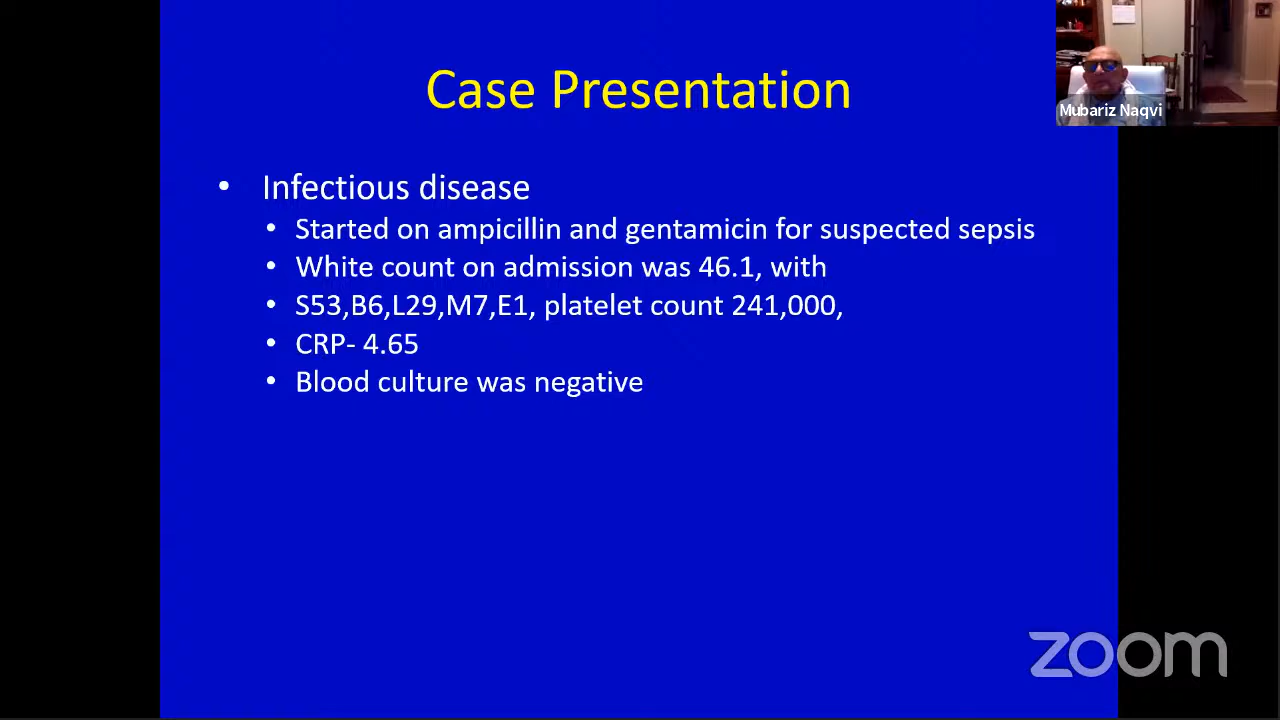 Case Presentation
Mubariz Naqvi
• Infectious disease
• Started on ampicillin and gentamicin for suspected sepsis
• White count on admission was 46.1, with
• S53,B6,L29,M7,E1, platelet count 241,000,
• CRP- 4.65
• Blood culture was negative
zoom